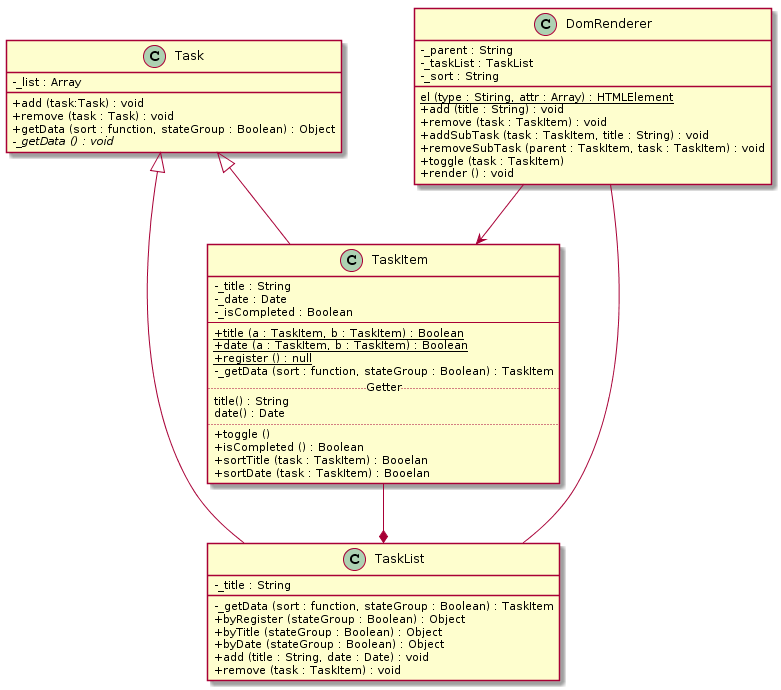 C Task
-_list : Array
+add (task:Task) : void
+remove (task : Task) : void
+getData (sort : function, stateGroup : Boolean) : Object
-_getData () : void
C DomRenderer
-_parent : String
-_taskList : TaskList
-_sort : String
el (type : Stiring, attr : Array) : HTMLElement
+add (title : String) : void
+remove (task : TaskItem) : void
+addSubTask (task : TaskItem, title : String) : void
+removeSubTask (parent : TaskItem, task : TaskItem) : void
+toggle (task : TaskItem)
+render () : void
C TaskItem
-_title : String
-_date : Date
-_isCompleted : Boolean
+title (a : TaskItem, b : TaskItem) : Boolean
+date (a : TaskItem, b : TaskItem) : Boolean
+register () : null
-_getData (sort : function, stateGroup : Boolean) : TaskItem
Getter
title() : String
date() : Date
+toggle ()
+isCompleted () : Boolean
+sortTitle (task : TaskItem) : Booelan
+sortDate (task : TaskItem) : Booelan
C TaskList
-_title : String
-_getData (sort : function, stateGroup : Boolean) : TaskItem
+byRegister (stateGroup : Boolean) : Object
+byTitle (stateGroup : Boolean) : Object
+byDate (stateGroup : Boolean) : Object
+add (title : String, date : Date) : void
+remove (task : TaskItem) : void